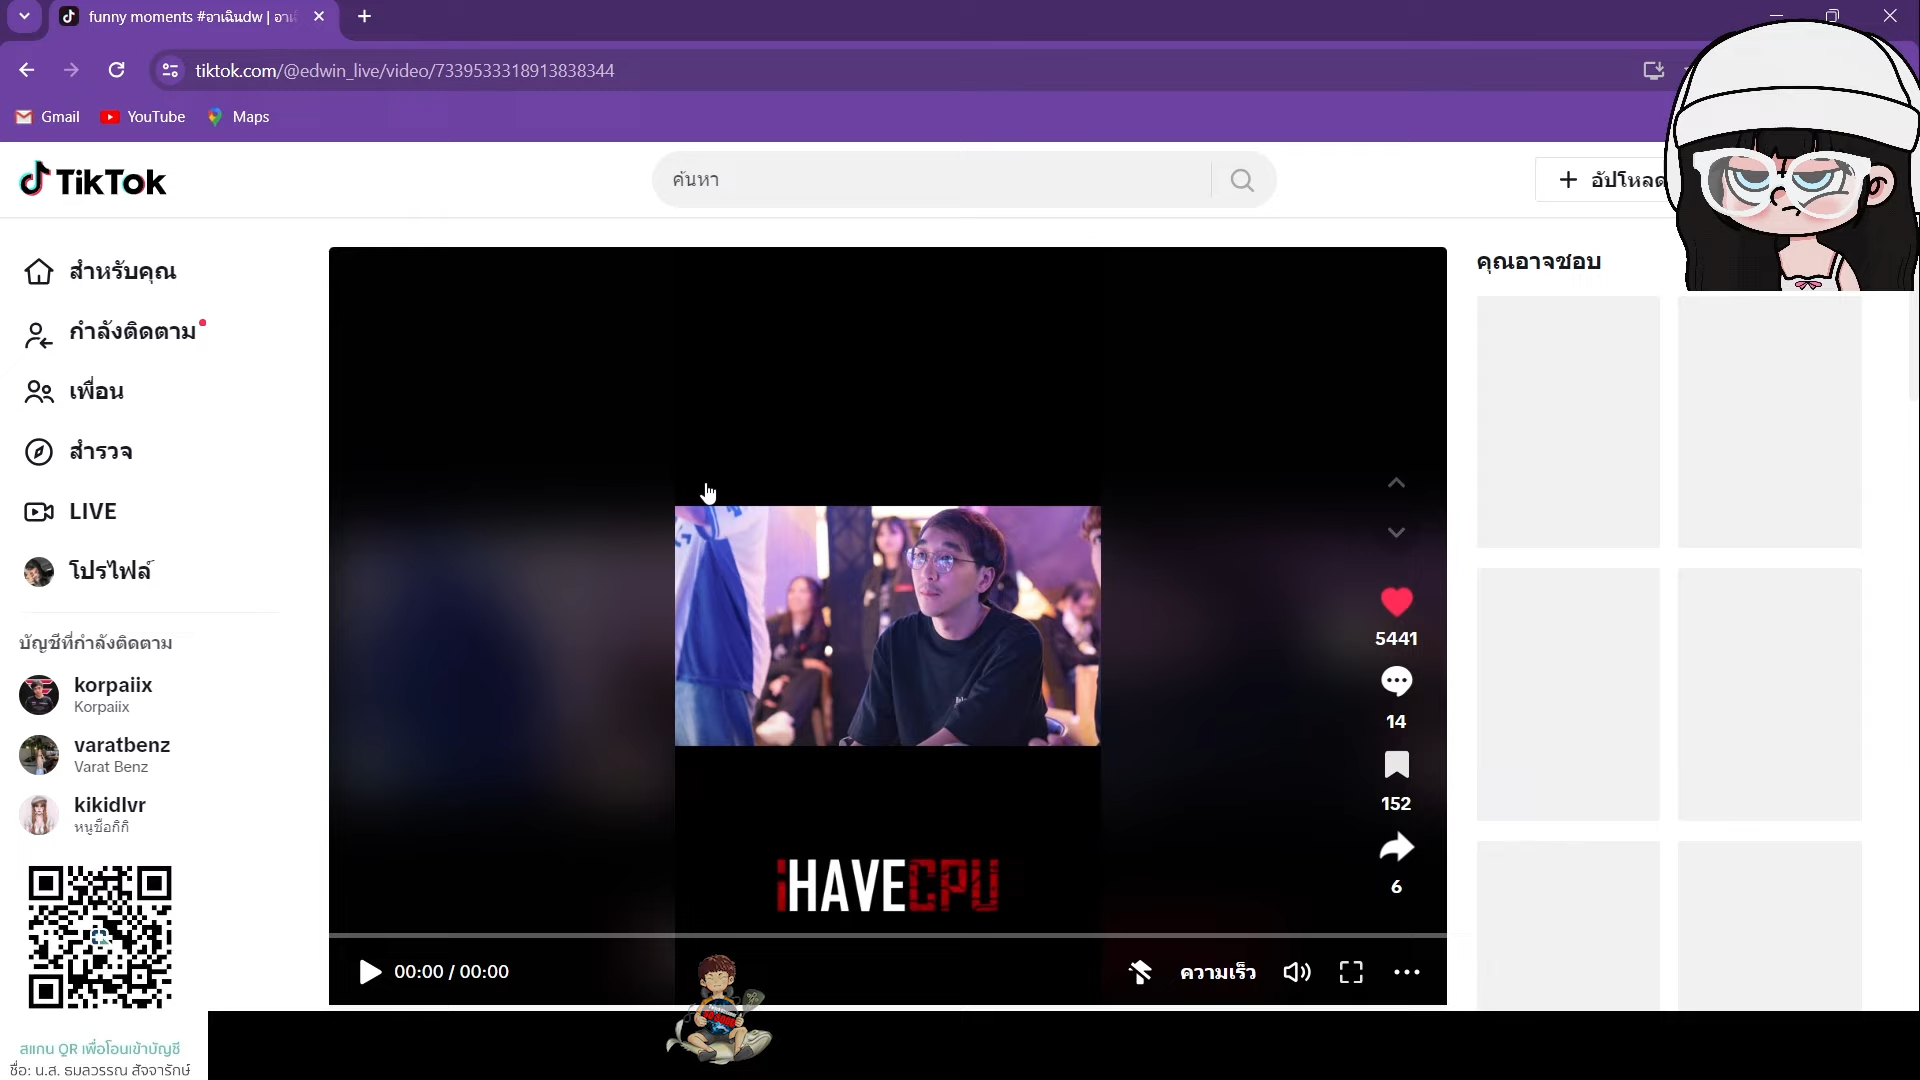 funny moments #อาเฉินdw | อาเ
tiktok.com/@edwin_live/video/7339533318913838344
Gmail
YouTube
Maps
TikTok
ค้นหา
+ อัปโหลด
สำหรับคุณ
กำลังติดตาม
เพื่อน
สำรวจ
LIVE
โปรไฟล์
บัญชีที่กำลังติดตาม
korpaiix
Korpaiix
varatbenz
Varat Benz
kikidlvr
หนูชื่อกีกี
สแกน QR เพื่อโอนเข้าบัญชี
ชื่อ: น.ส. ธมลวรรณ สัจจารักษ์
iHAVECPU
5441
14
152
6
00:00 / 00:00
ความเร็ว
คุณอาจชอบ